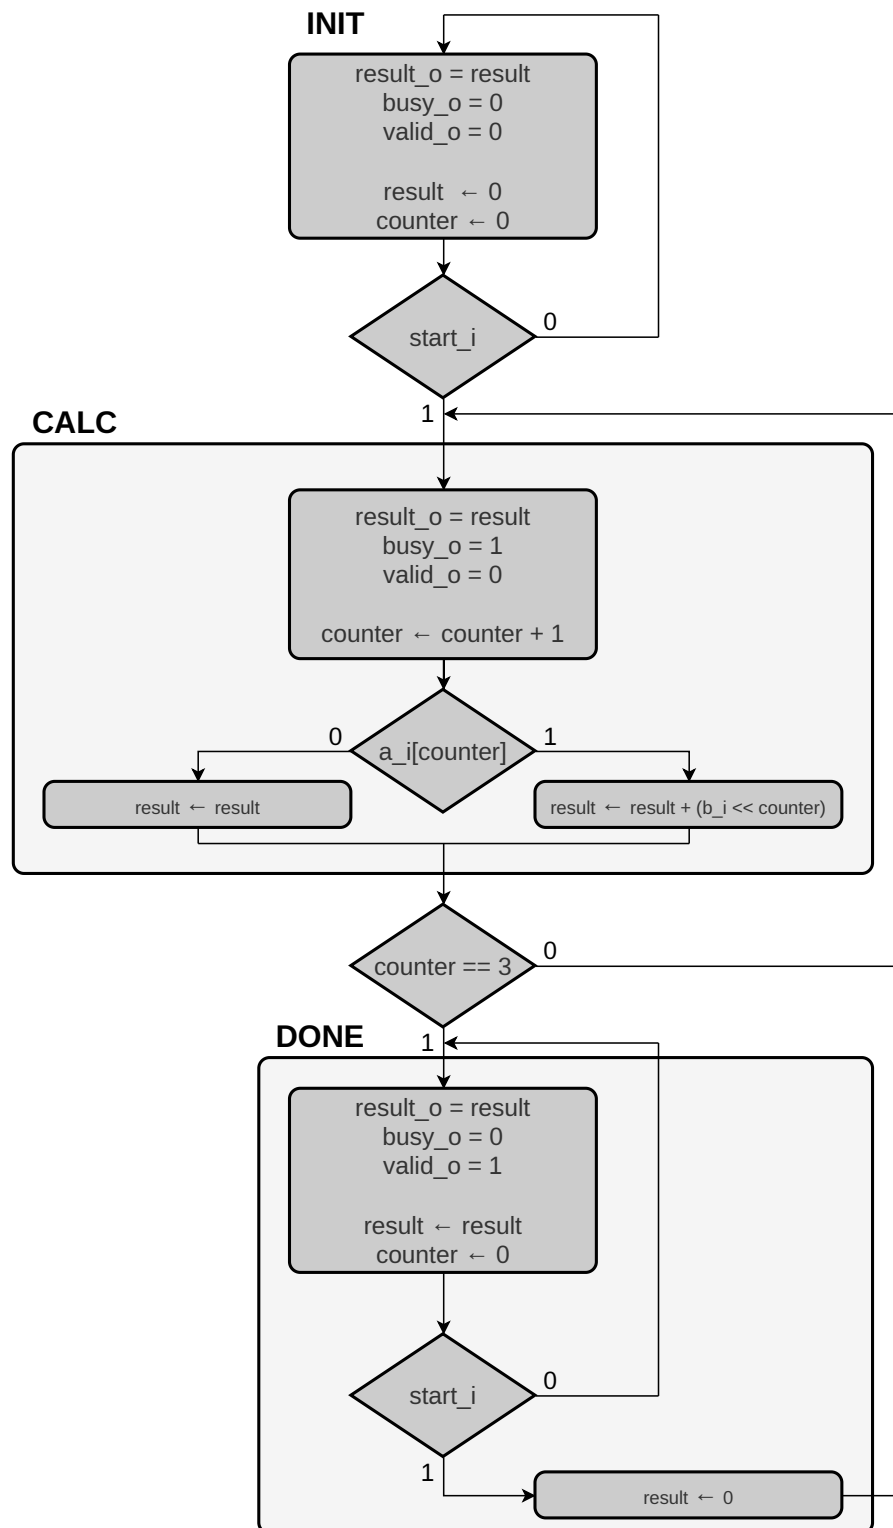 INIT
result_o = result
busy_o = 0
valid_o = 0
result ← 0
counter ← 0
start_i
0
1
CALC
result_o = result
busy_o = 1
valid_o = 0
counter ← counter + 1
a_i[counter]
0
1
result ← result
result ← result + (b_i << counter)
counter == 3
0
1
DONE
result_o = result
busy_o = 0
valid_o = 1
result ← result
counter ← 0
start_i
0
1
result ← 0